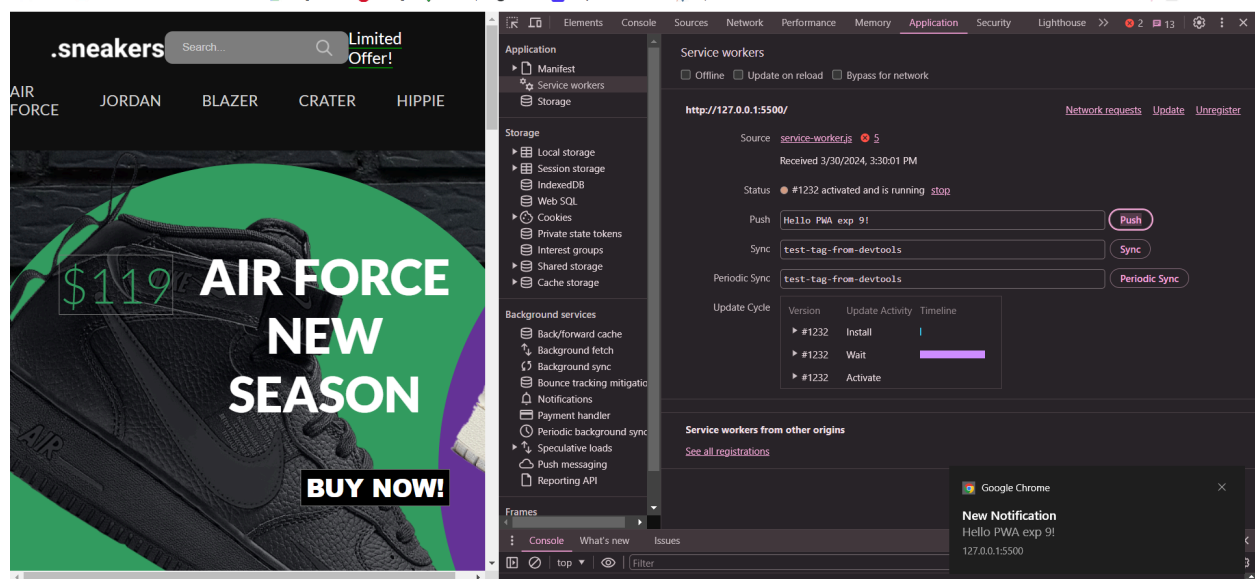 .sneakers
Search...
Limited
Offer!
AIR
FORCE
JORDAN
BLAZER
CRATER
HIPPIE
$119
AIR FORCE
NEW
SEASON
AIR
BUY NOW!
Elements Console Sources Network Performance Memory Application Security Lighthouse 2 13
Application
Manifest
Service workers
Storage
Storage
Local storage
Session storage
IndexedDB
Web SQL
Cookies
Private state tokens
Interest groups
Shared storage
Cache storage
Background services
Back/forward cache
Background fetch
Background sync
Bounce tracking mitigatio
Notifications
Payment handler
Periodic background sync
Speculative loads
Push messaging
Reporting API
Frames
Service workers
Offline Update on reload Bypass for network
http://127.0.0.1:5500/ Network requests Update Unregister
Source service-worker.js 5
Received 3/30/2024, 3:30:01 PM
Status #1232 activated and is running stop
Push Hello PWA exp 9! Push
Sync test-tag-from-devtools Sync
Periodic Sync test-tag-from-devtools Periodic Sync
Update Cycle Version Update Activity Timeline
#1232 Install
#1232 Wait
#1232 Activate
Service workers from other origins
See all registrations
Google Chrome
New Notification
Hello PWA exp 9!
127.0.0.1:5500
Console What's new Issues
top Filter